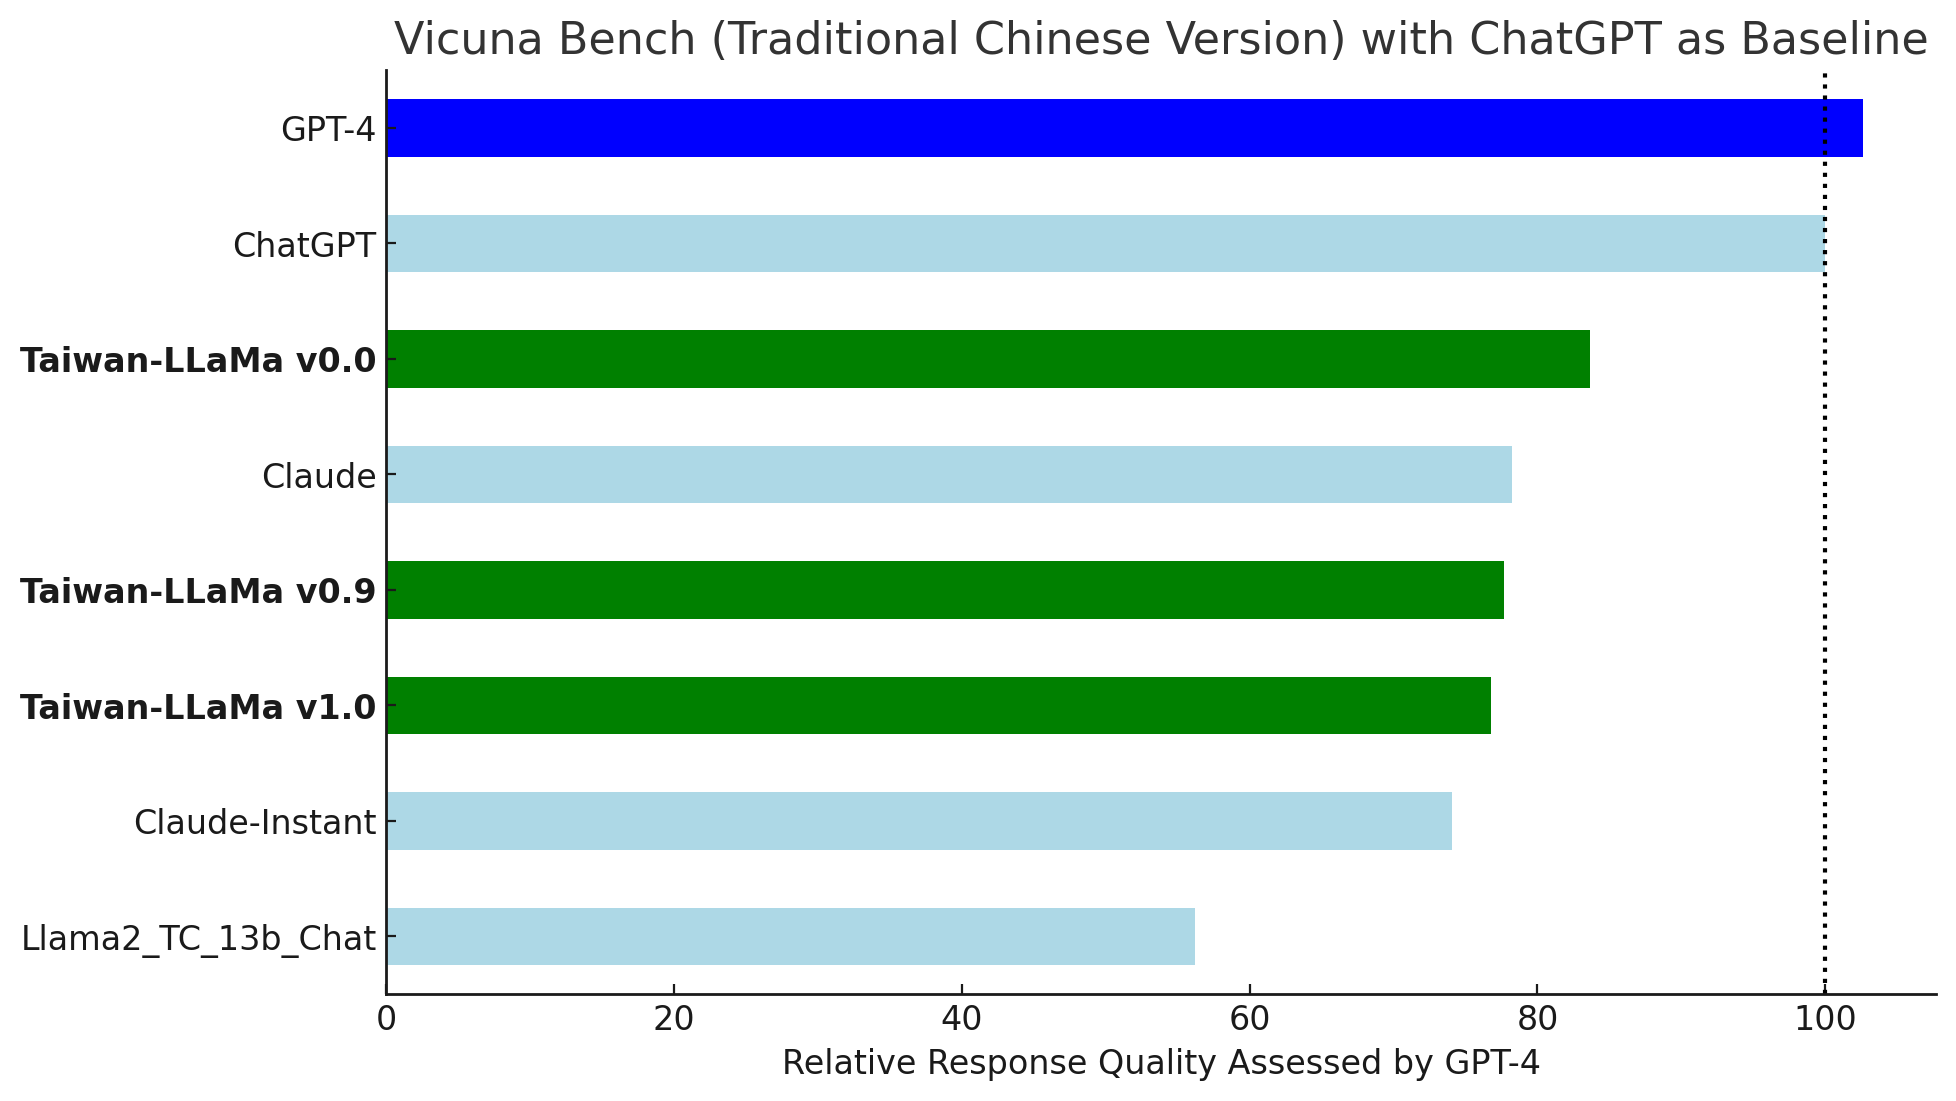 Vicuna Bench (Traditional Chinese Version) with ChatGPT as Baseline
GPT-4
ChatGPT
Taiwan-LLaMa v0.0
Claude
Taiwan-LLaMa v0.9
Taiwan-LLaMa v1.0
Claude-Instant
Llama2_TC_13b_Chat
0 20 40 60 80 100
Relative Response Quality Assessed by GPT-4